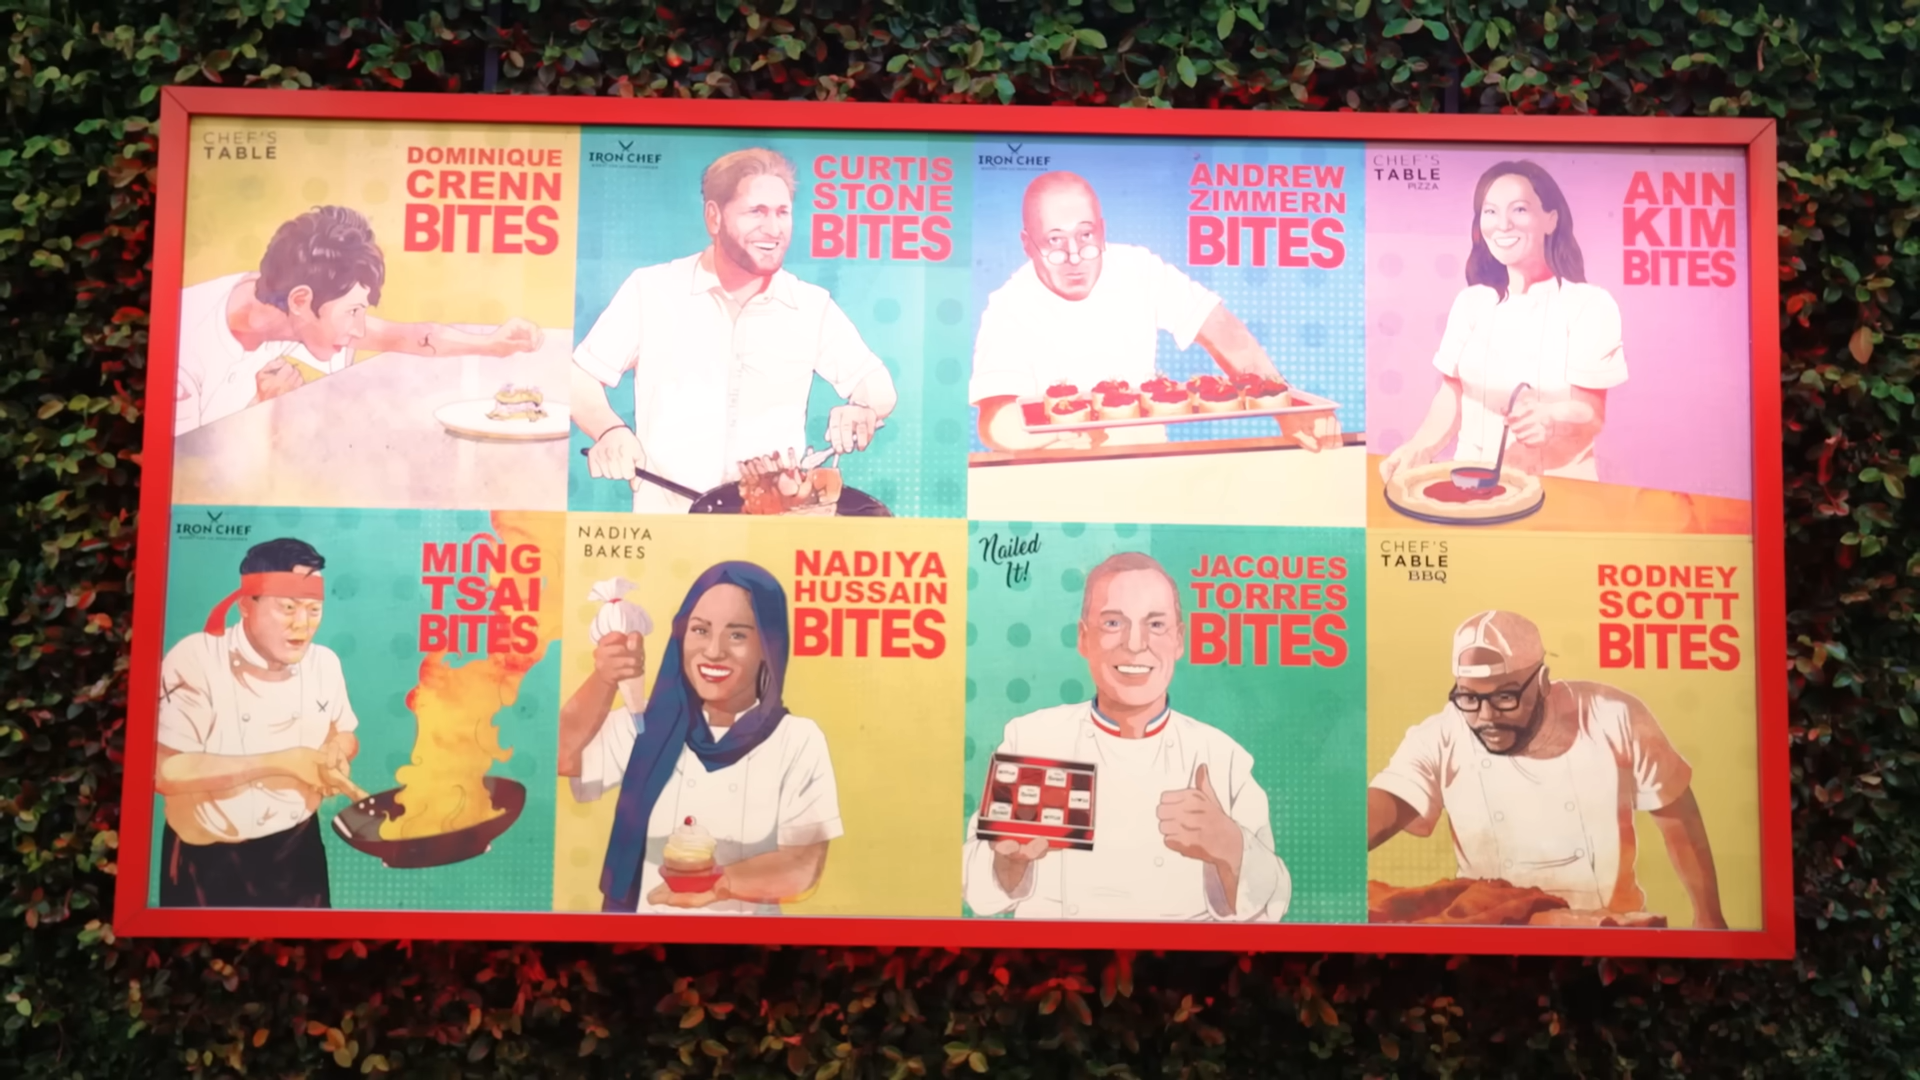 CHEF'S
TABLE
DOMINIQUE
CRENN
BITES
IRON CHEF
CURTIS
STONE
BITES
IRON CHEF
ANDREW
ZIMMERN
BITES
CHEF'S
TABLE
PIZZA
ANN
KIM
BITES
IRON CHEF
MING
TSAI
BITES
NADIYA
BAKES
NADIYA
HUSSAIN
BITES
Nailed
It!
JACQUES
TORRES
BITES
CHEF'S
TABLE
BBQ
RODNEY
SCOTT
BITES